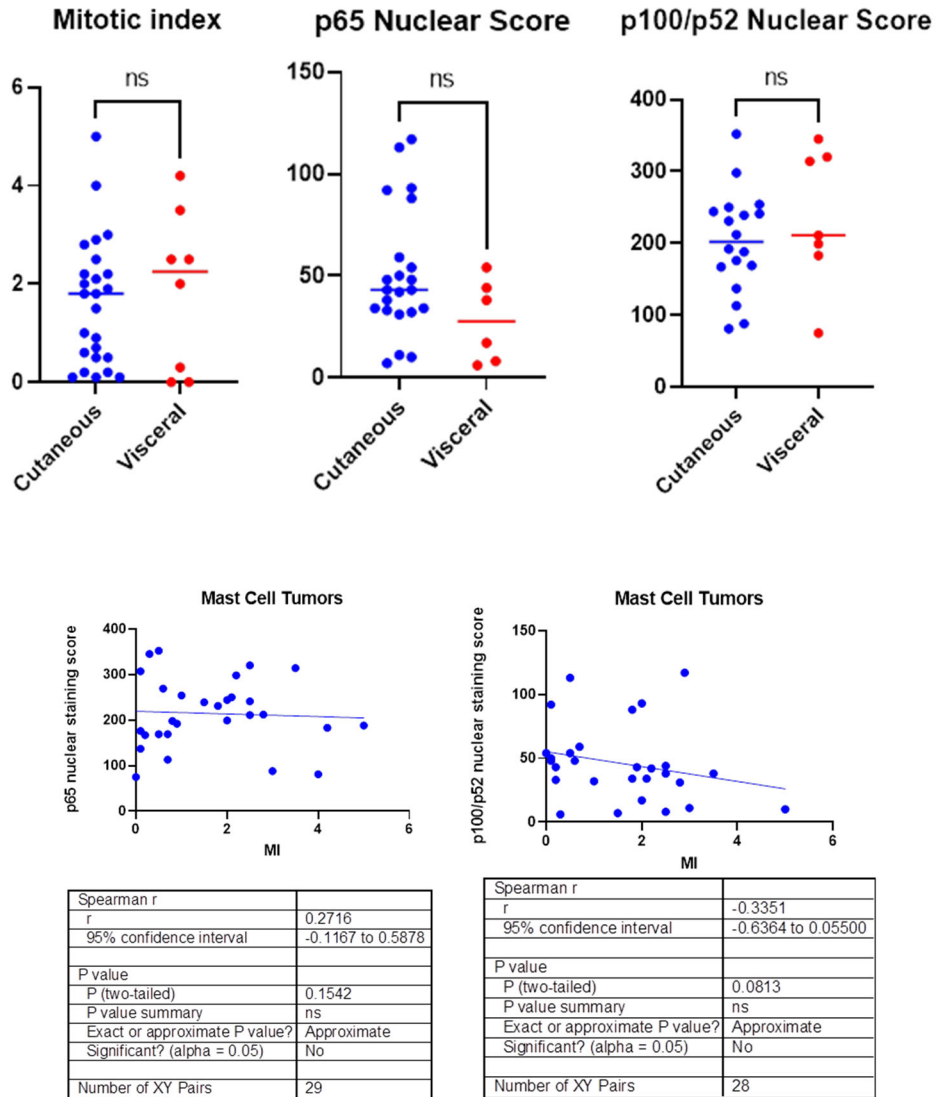 Mitotic index
ns
6
4
2
0
Cutaneous
Visceral
p65 Nuclear Score
ns
150
100
50
0
Cutaneous
Visceral
p100/p52 Nuclear Score
ns
400
300
200
100
0
Cutaneous
Visceral
Mast Cell Tumors
p65 nuclear staining score
400
300
200
100
0
0 2 4 6
MI
Mast Cell Tumors
p100/p52 nuclear staining score
150
100
50
0
0 2 4 6
MI
Spearman r
r 0.2716
95% confidence interval -0.1167 to 0.5878
P value
P (two-tailed) 0.1542
P value summary ns
Exact or approximate P value? Approximate
Significant? (alpha = 0.05) No
Number of XY Pairs 29
Spearman r
r -0.3351
95% confidence interval -0.6364 to 0.05500
P value
P (two-tailed) 0.0813
P value summary ns
Exact or approximate P value? Approximate
Significant? (alpha = 0.05) No
Number of XY Pairs 28